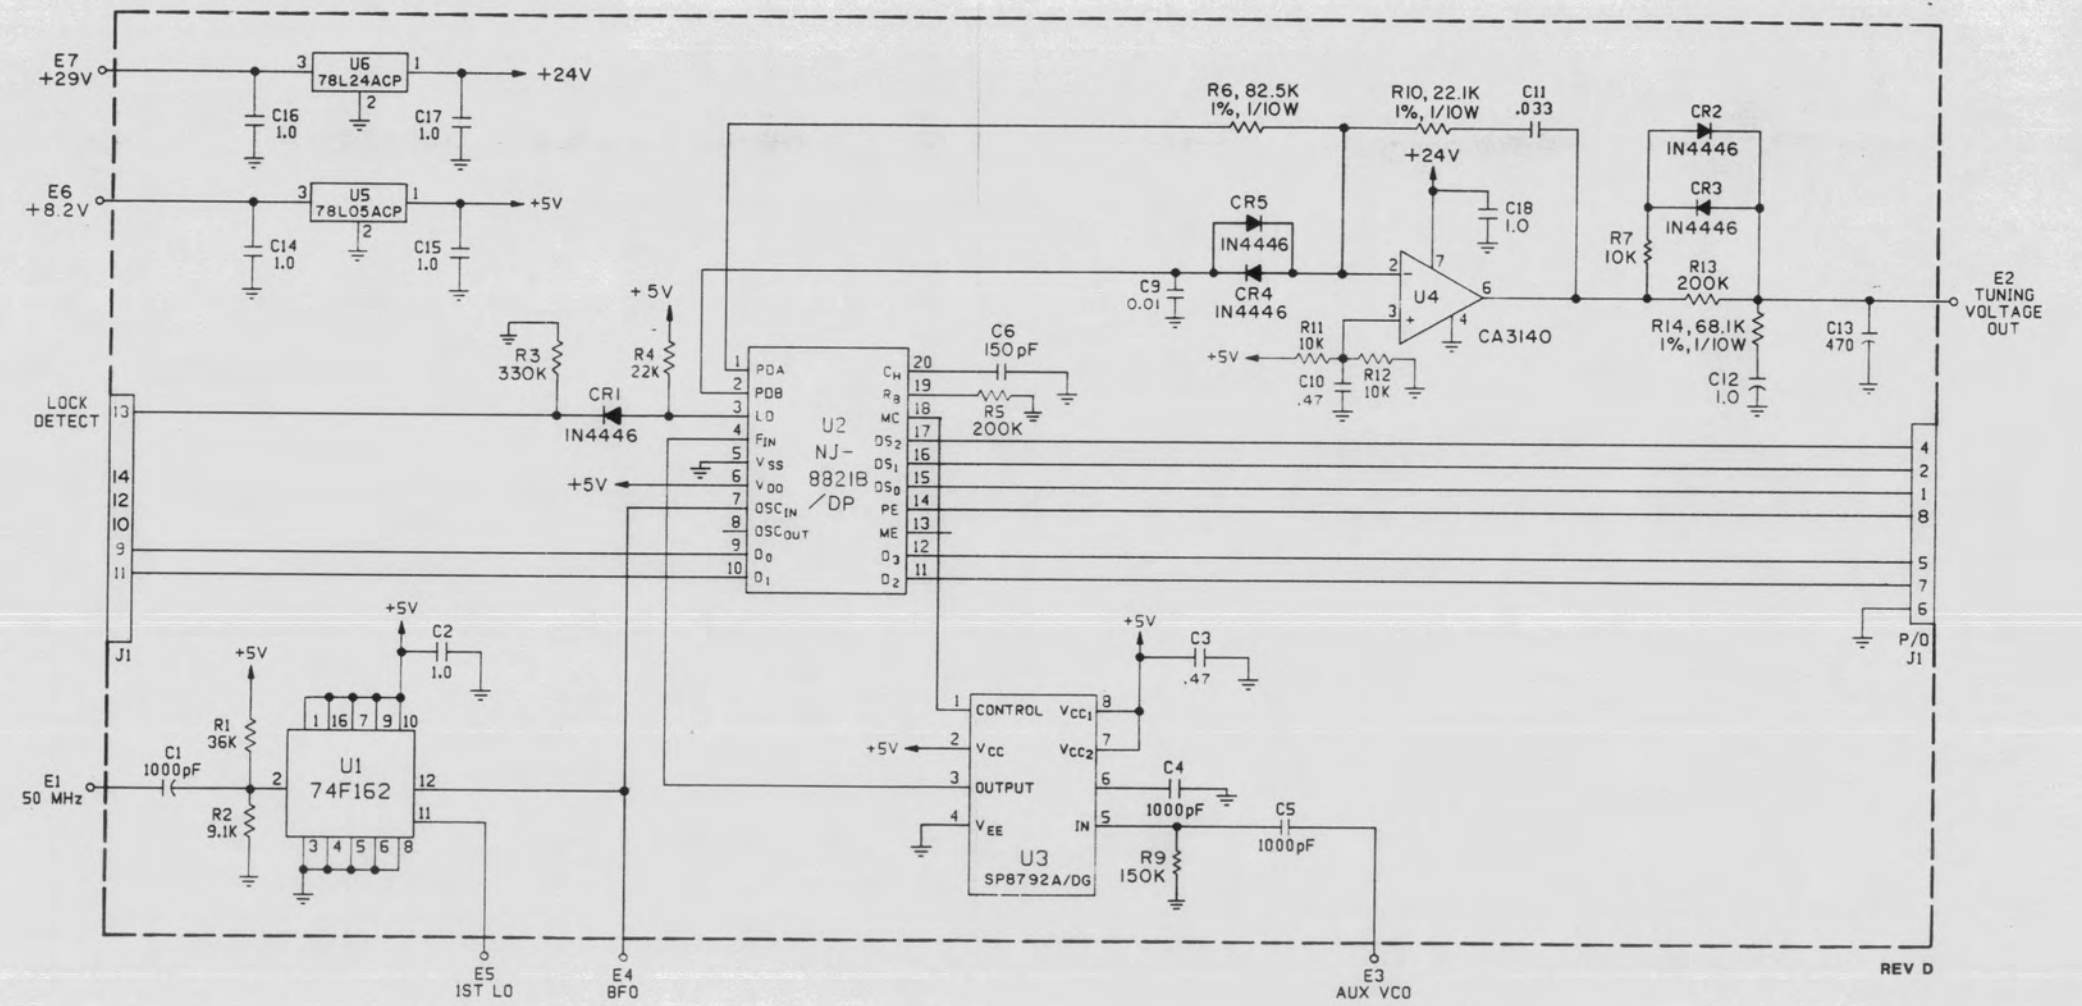 E7
+29V
3
U6
78L24ACP
1
+24V
2
C16
1.0
C17
1.0
E6
+8.2V
3
U5
78L05ACP
1
+5V
2
C14
1.0
C15
1.0
R6, 82.5K
1%, 1/10W
R10, 22.1K
1%, 1/10W
C11
.033
+24V
CR2
IN4446
CR3
IN4446
C18
1.0
CR5
IN4446
CR4
IN4446
C9
0.01
2
7
U4
6
3
4
CA3140
R7
10K
R13
200K
R14, 68.1K
1%, 1/10W
C12
1.0
C13
470
E2
TUNING
VOLTAGE
OUT
R11
10K
+5V
C10
.47
R12
10K
+5V
R3
330K
R4
22K
CR1
IN4446
LOCK
DETECT
13
14
12
10
9
11
J1
1 PDA
2 PDB
3 LD
4 FIN
5 VSS
+5V
6 VDD
7 OSCIN
8 OSCOUT
9 D0
10 D1
U2
NJ-
8821B
/DP
CH 20
RB 19
MC 18
DS2 17
DS1 16
DS0 15
PE 14
ME 13
D3 12
D2 11
C6
150pF
R5
200K
4
2
1
8
5
7
6
P/O
J1
+5V
C2
1.0
+5V
R1
36K
C1
1000pF
E1
50 MHz
R2
9.1K
1 16 7 9 10
2
U1
74F162
12
11
3 4 5 6 8
+5V
C3
.47
1 CONTROL
+5V
2 VCC
3 OUTPUT
4 VEE
VCC1 8
VCC2 7
6
IN 5
U3
SP8792A/DG
C4
1000pF
C5
1000pF
R9
150K
E5
1ST LO
E4
BFO
E3
AUX VCO
REV D